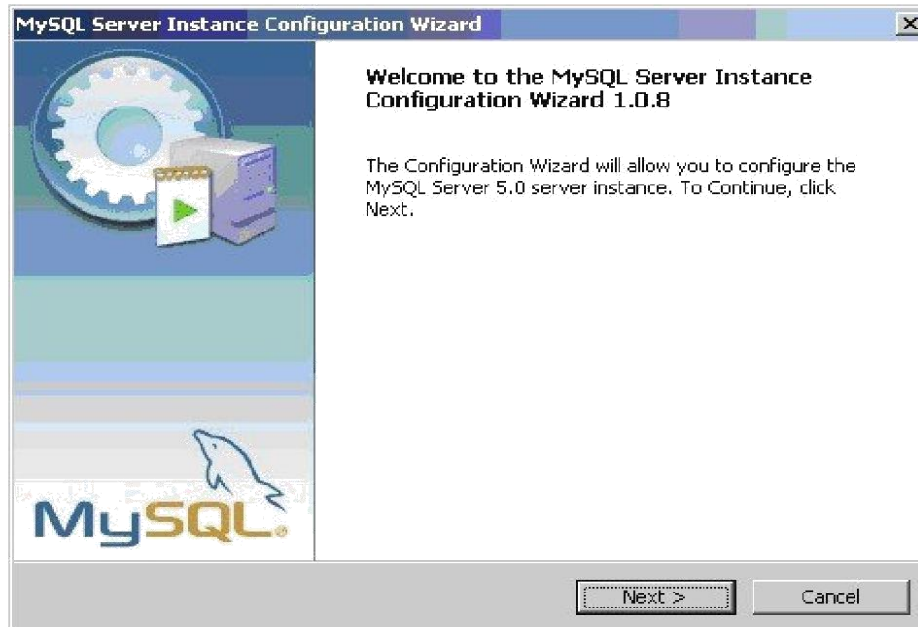 MySQL Server Instance Configuration Wizard
Welcome to the MySQL Server Instance
Configuration Wizard 1.0.8
The Configuration Wizard will allow you to configure the
MySQL Server 5.0 server instance. To Continue, click
Next.
MySQL®
Next >
Cancel